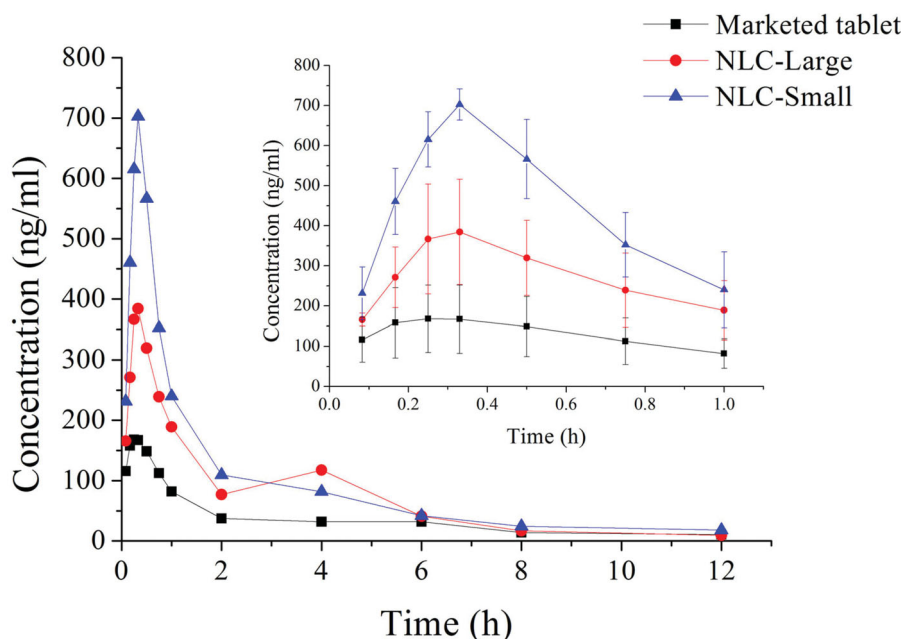 Marketed tablet
NLC-Large
NLC-Small
Concentration (ng/ml)
800
700
600
500
400
300
200
100
0
0 2 4 6 8 10 12
Time (h)
Concentration (ng/ml)
800
700
600
500
400
300
200
100
0
0.0 0.2 0.4 0.6 0.8 1.0
Time (h)